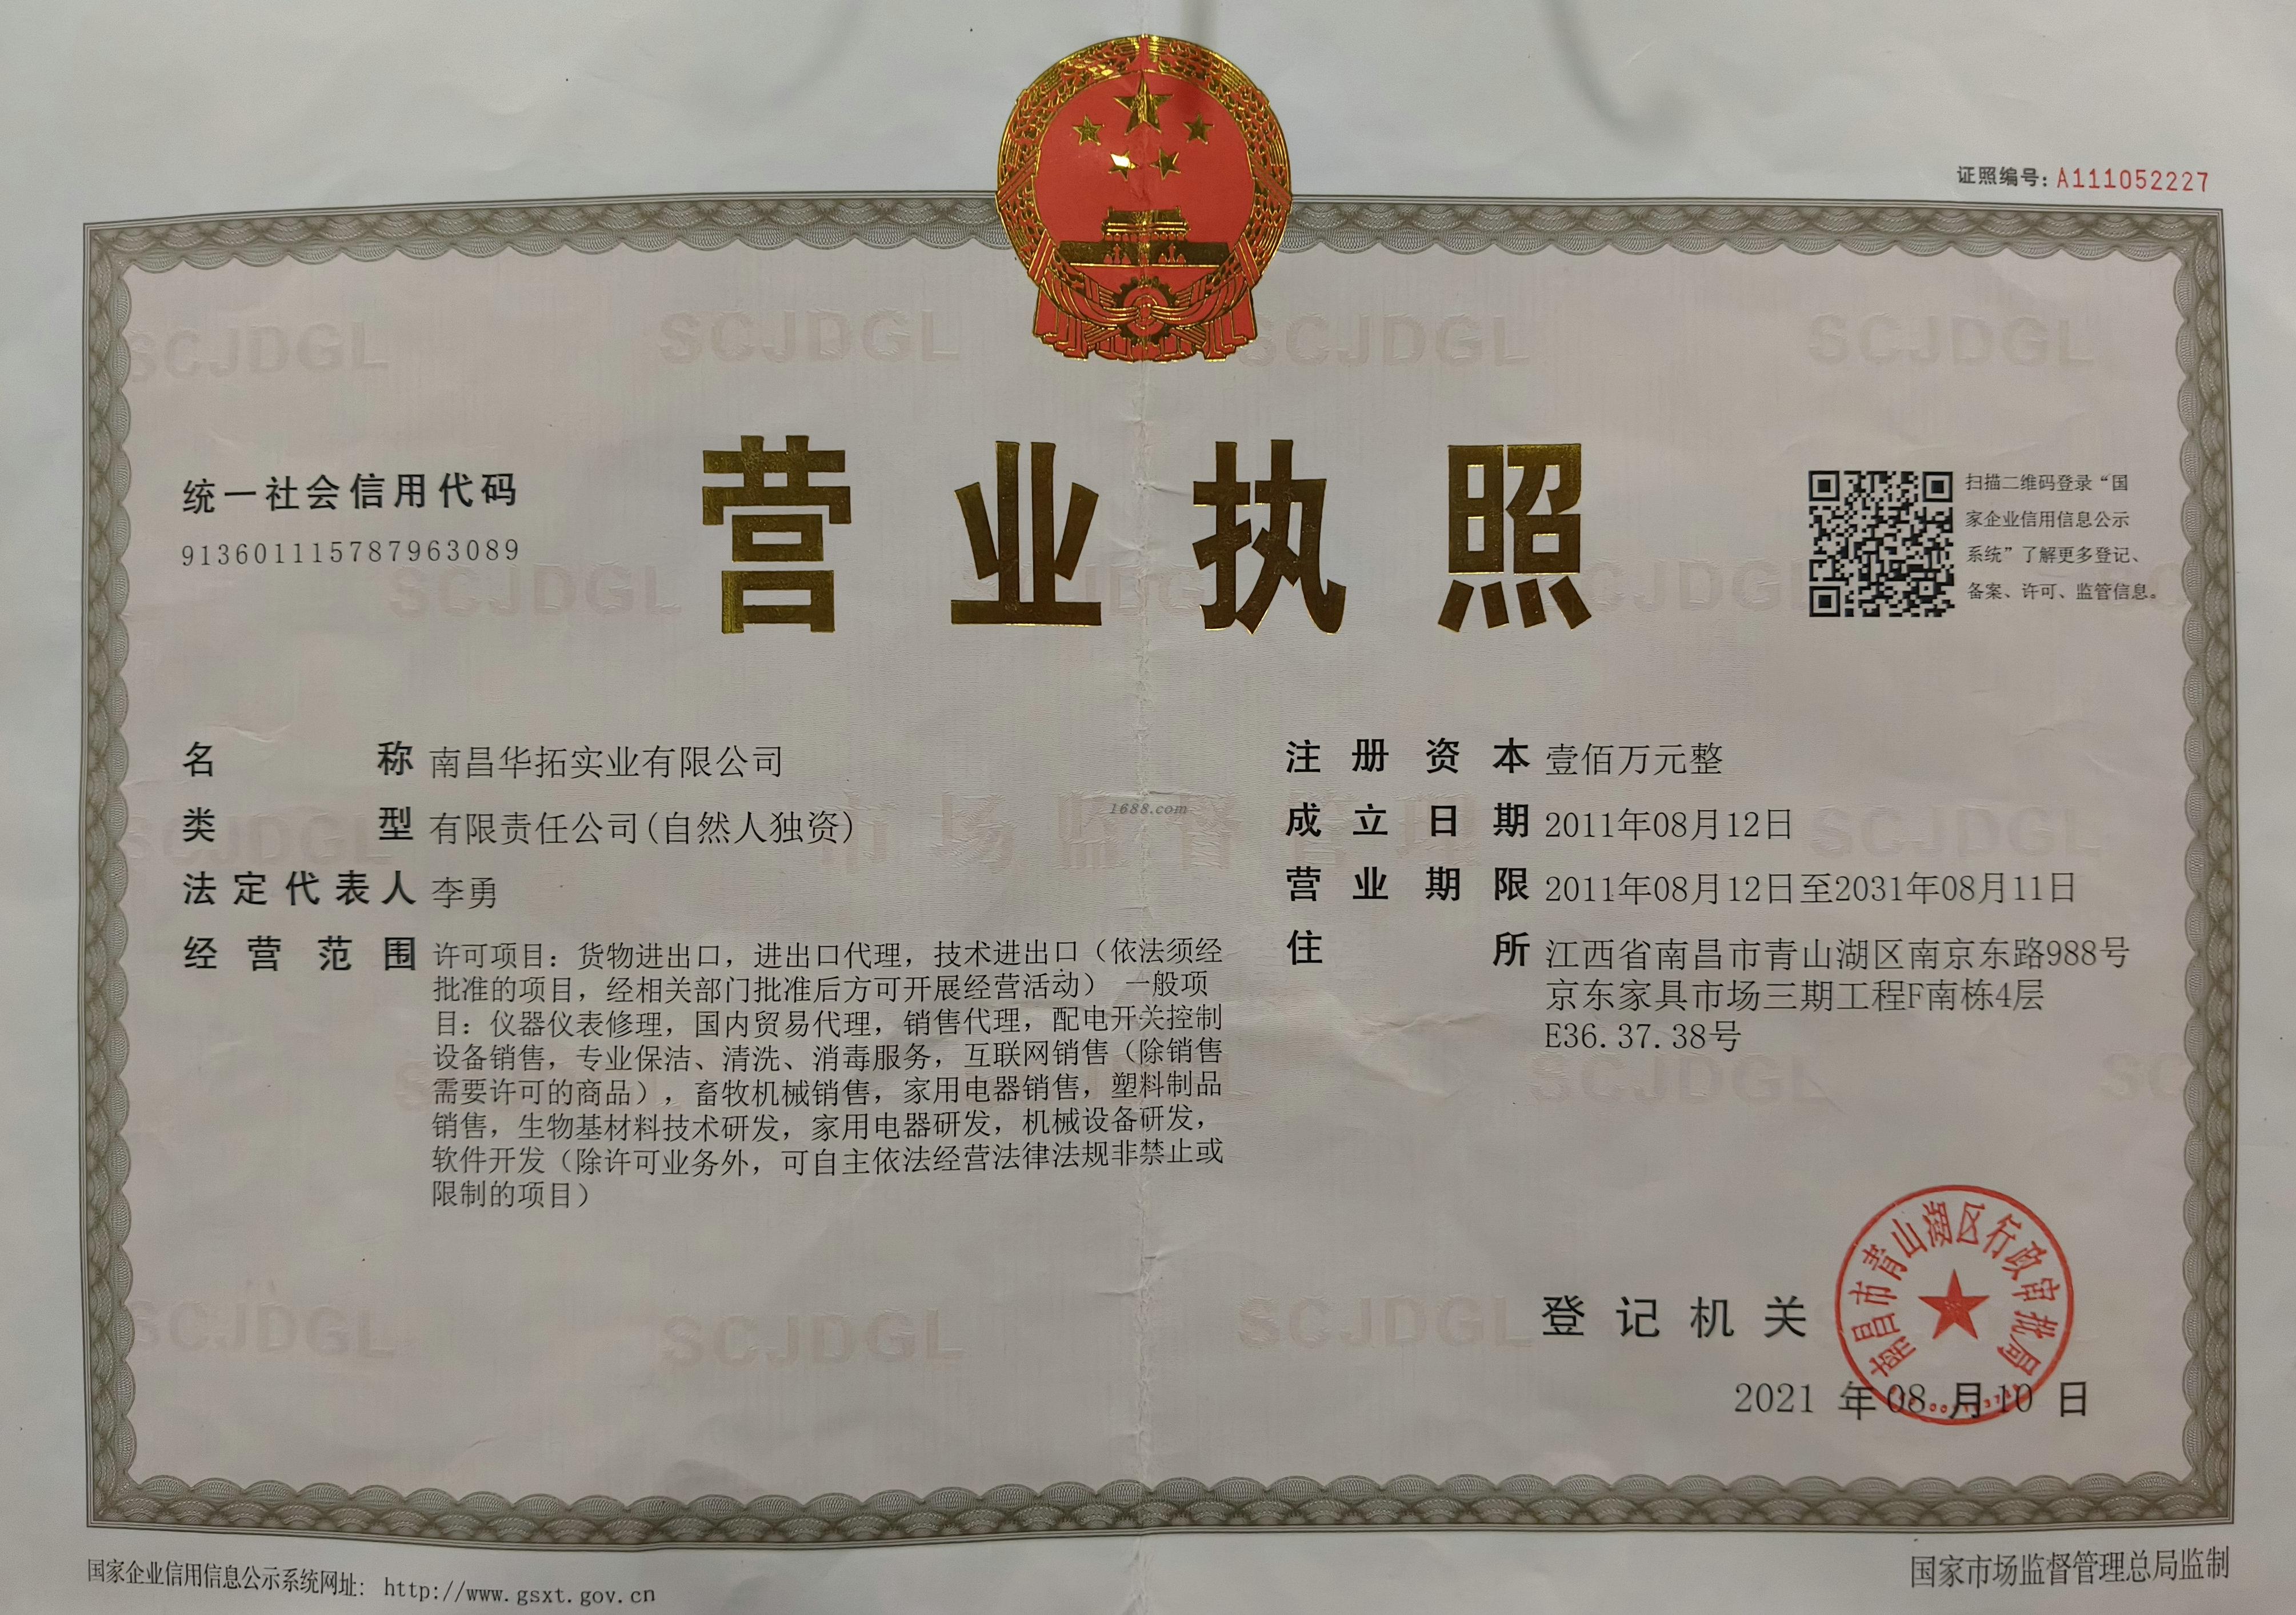 证照编号：A111052227
营业执照
统一社会信用代码
913601115787963089
扫描二维码登录“国
家企业信用信息公示
系统”了解更多登记、
备案、许可、监管信息。
名称 南昌华拓实业有限公司
类型 有限责任公司(自然人独资)
法定代表人 李勇
经营范围 许可项目：货物进出口，进出口代理，技术进出口（依法须经
批准的项目，经相关部门批准后方可开展经营活动） 一般项
目：仪器仪表修理，国内贸易代理，销售代理，配电开关控制
设备销售，专业保洁、清洗、消毒服务，互联网销售（除销售
需要许可的商品），畜牧机械销售，家用电器销售，塑料制品
销售，生物基材料技术研发，家用电器研发，机械设备研发，
软件开发（除许可业务外，可自主依法经营法律法规非禁止或
限制的项目）
注册资本 壹佰万元整
成立日期 2011年08月12日
营业期限 2011年08月12日至2031年08月11日
住所 江西省南昌市青山湖区南京东路988号
京东家具市场三期工程F南栋4层
E36.37.38号
1688.com
市场监督管理
SCJDGL
登记机关
南昌市青山湖区行政审批局
2021 年 08 月 10 日
国家企业信用信息公示系统网址： http://www.gsxt.gov.cn
国家市场监督管理总局监制